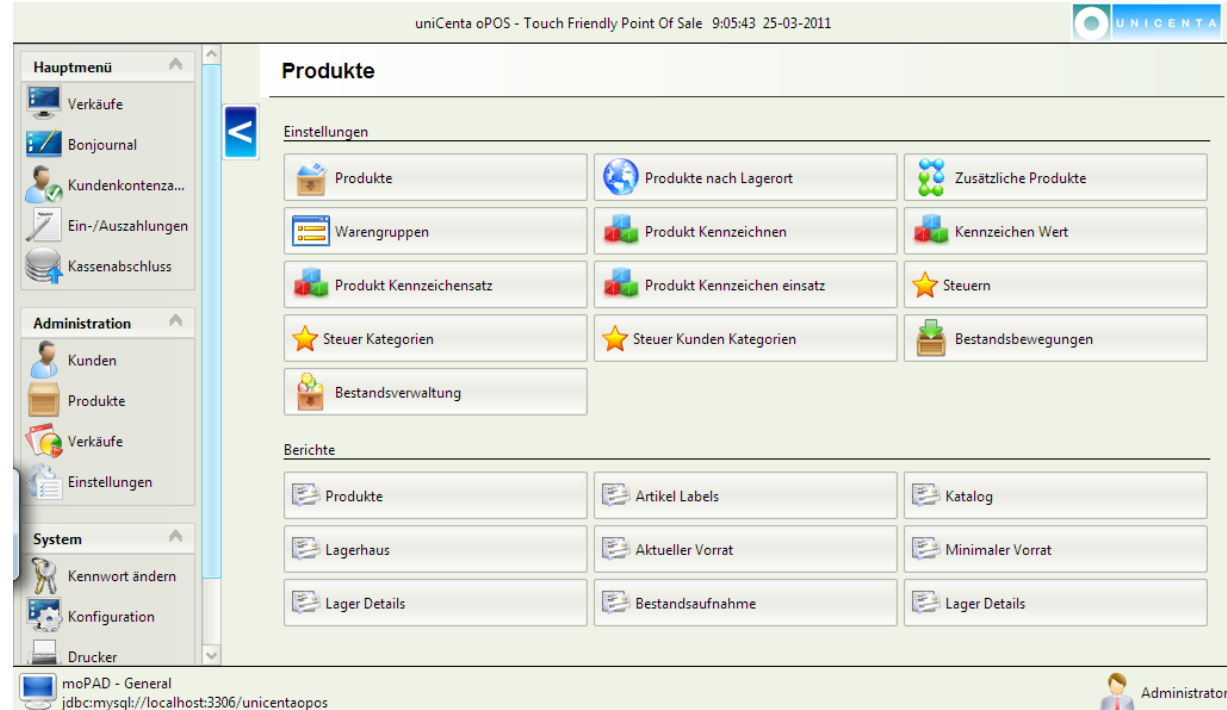 uniCenta oPOS - Touch Friendly Point Of Sale 9:05:43 25-03-2011
UNICENTA
Hauptmenü
Verkäufe
Bonjournal
Kundenkontenza...
Ein-/Auszahlungen
Kassenabschluss
Administration
Kunden
Produkte
Verkäufe
Einstellungen
System
Kennwort ändern
Konfiguration
Drucker
<
Produkte
Einstellungen
Produkte
Produkte nach Lagerort
Zusätzliche Produkte
Warengruppen
Produkt Kennzeichnen
Kennzeichen Wert
Produkt Kennzeichensatz
Produkt Kennzeichen einsatz
Steuern
Steuer Kategorien
Steuer Kunden Kategorien
Bestandsbewegungen
Bestandsverwaltung
Berichte
Produkte
Artikel Labels
Katalog
Lagerhaus
Aktueller Vorrat
Minimaler Vorrat
Lager Details
Bestandsaufnahme
Lager Details
moPAD - General
jdbc:mysql://localhost:3306/unicentaopos
Administrator